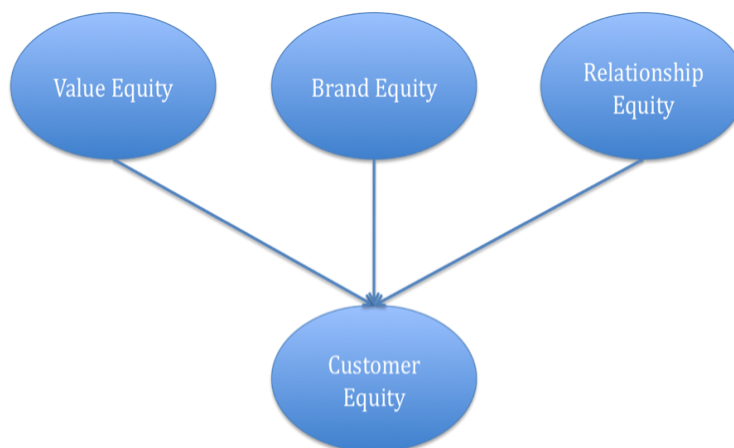 Value Equity
Brand Equity
Relationship
Equity
Customer
Equity